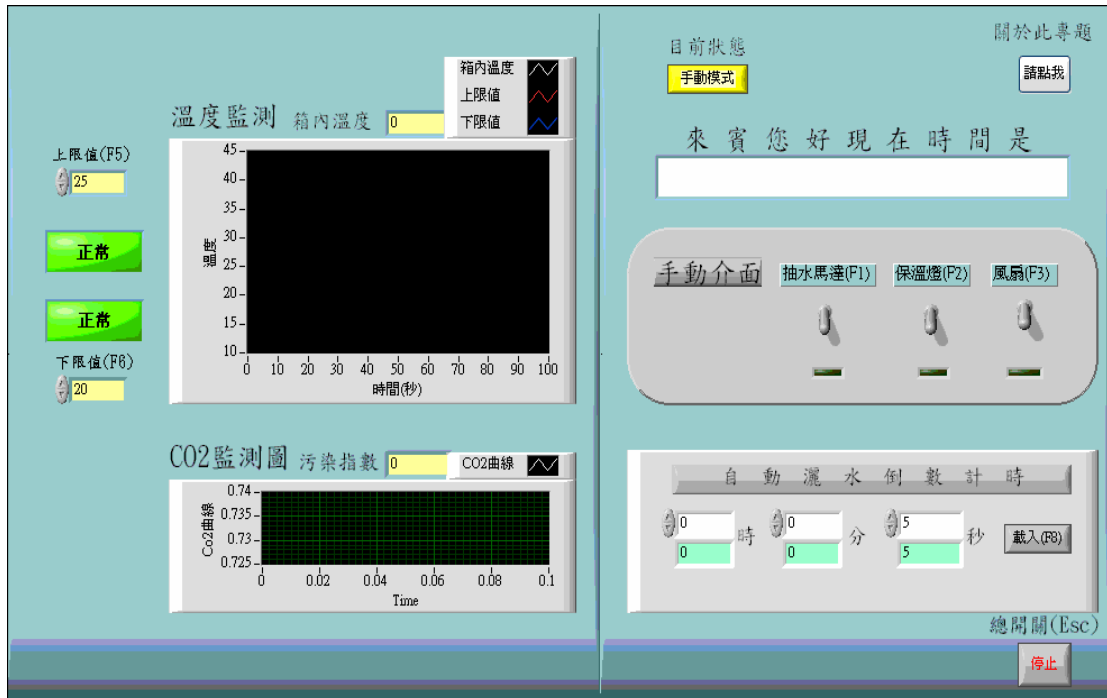 箱內溫度
上限值
下限值
溫度監測 箱內溫度 0
上限值(F5)
25
正常
正常
下限值(F6)
20
45
40
35
30
25
20
15
10
溫度
0 10 20 30 40 50 60 70 80 90 100
時間(秒)
CO2監測圖 污染指數 0 CO2曲線
0.74
0.735
0.73
0.725
Co2曲線
0 0.02 0.04 0.06 0.08 0.1
Time
目前狀態
手動模式
關於此專題
請點我
來賓您好現在時間是
手動介面 抽水馬達(F1) 保溫燈(F2) 風扇(F3)
自動灑水倒數計時
0 時 0 分 5 秒 載入(F8)
0 0 5
總開關(Esc)
停止